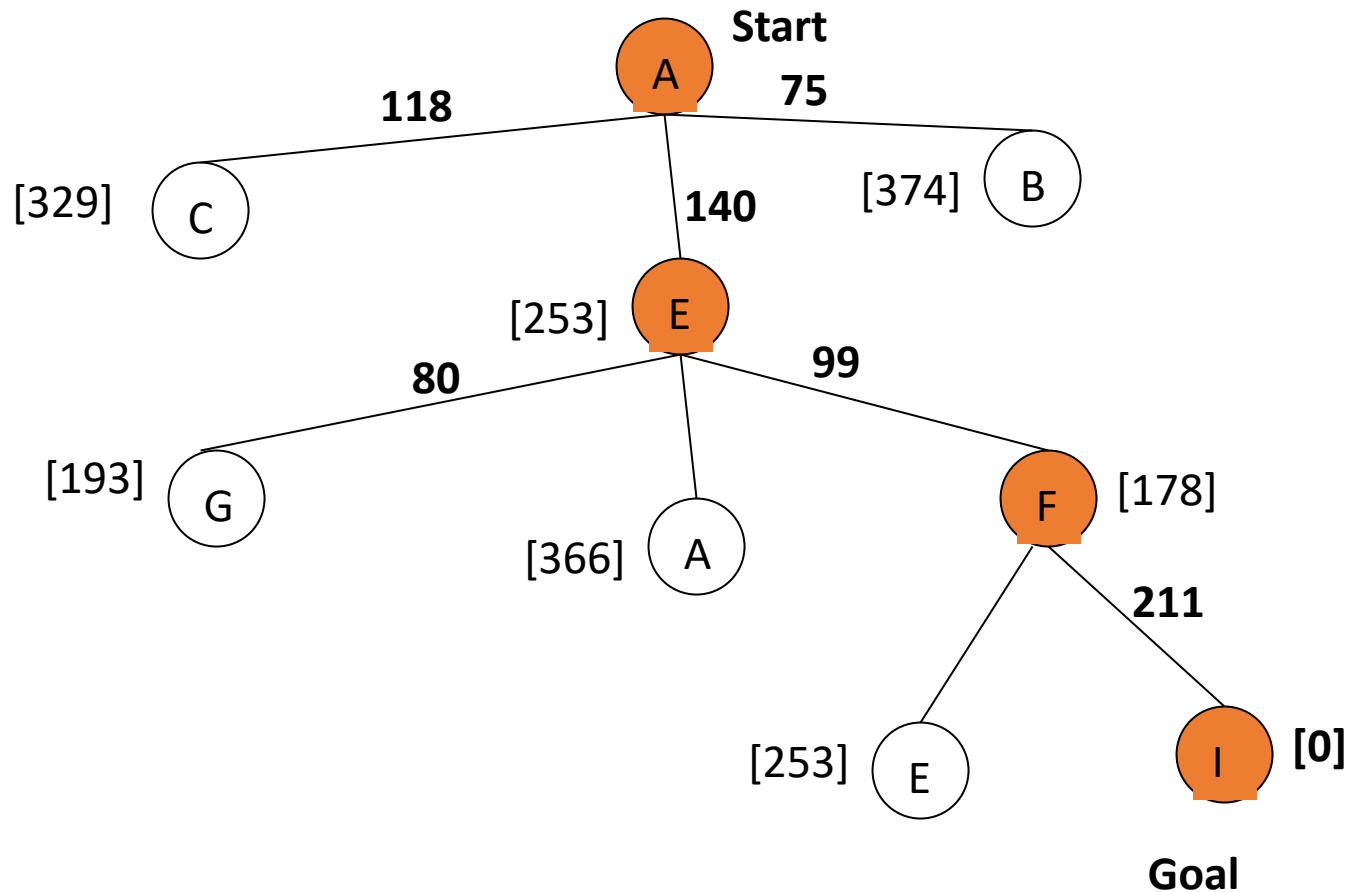 Start
A
75
118
[329]
C
140
[374]
B
[253]
E
80
99
[193]
G
[366]
A
F
[178]
211
[253]
E
I
[0]
Goal